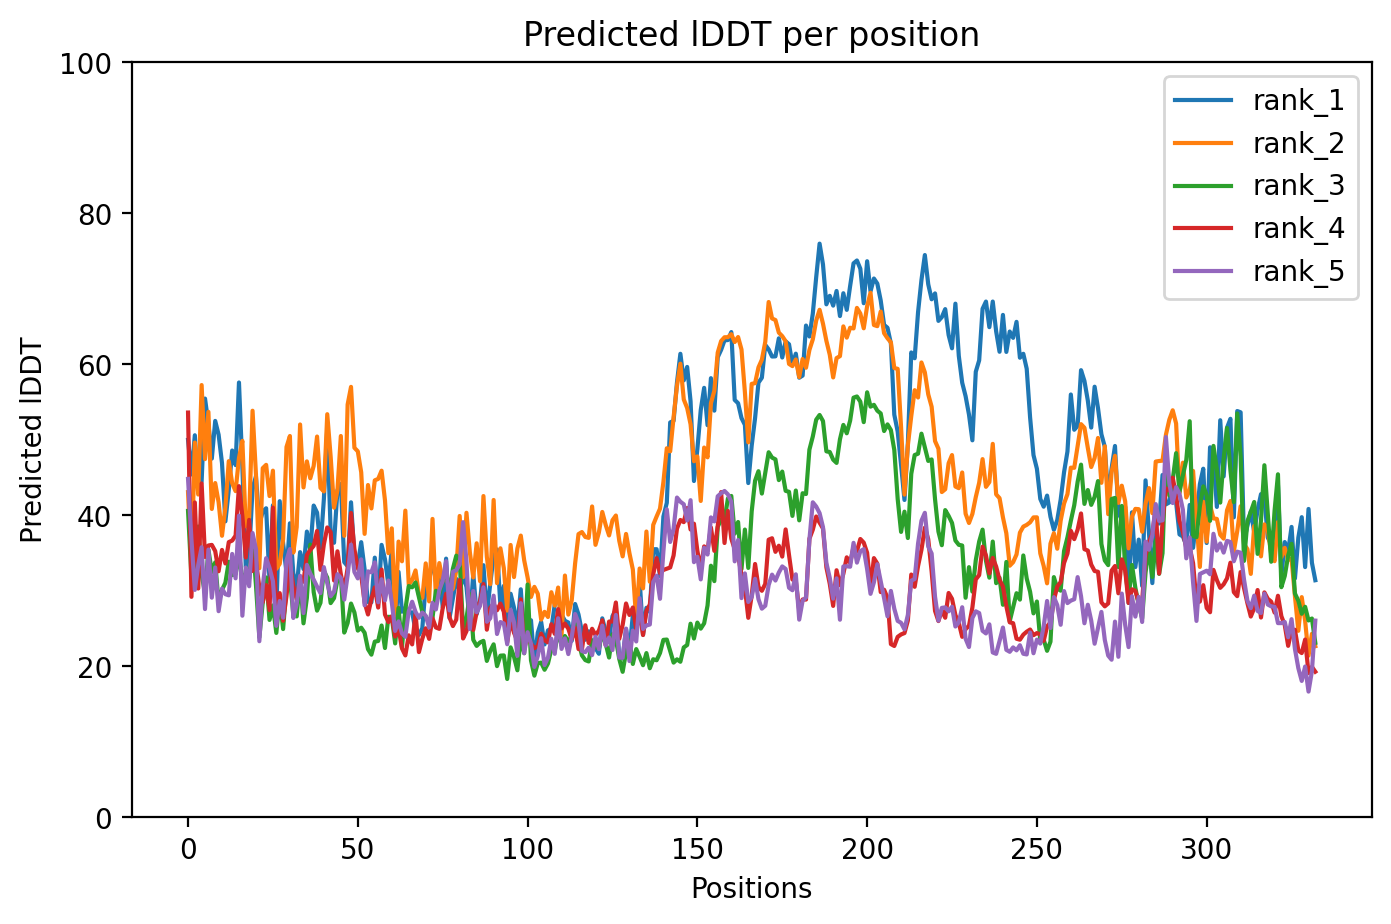 Predicted lDDT per position
Predicted lDDT
100
80
60
40
20
0
0 50 100 150 200 250 300
Positions
rank_1
rank_2
rank_3
rank_4
rank_5